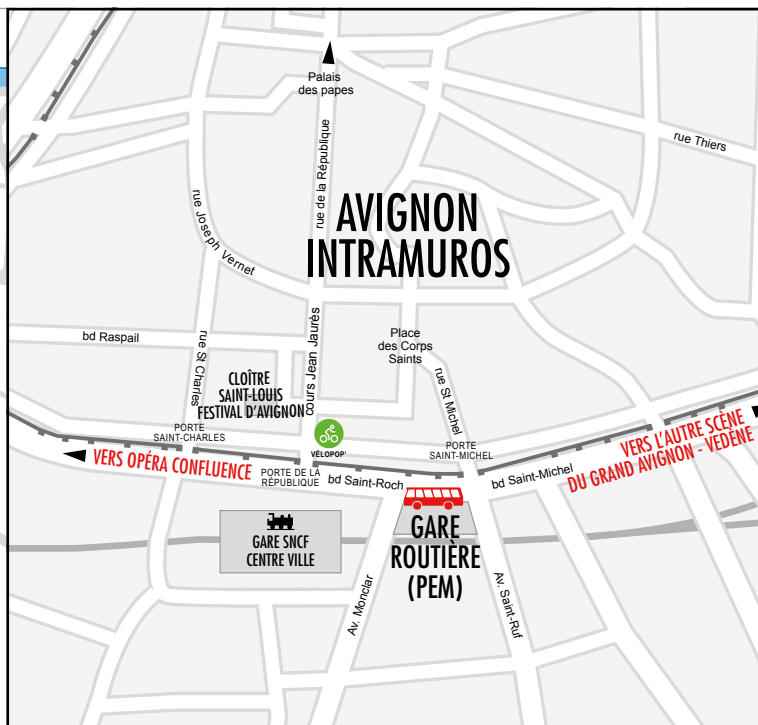 Palais
des papes
rue de la République
rue Thiers
AVIGNON
INTRAMUROS
rue Joseph Vernet
bd Raspail
rue St Charles
cours Jean Jaurès
Place
des Corps
Saints
rue St Michel
CLOÎTRE
SAINT-LOUIS
FESTIVAL D'AVIGNON
PORTE
SAINT-CHARLES
VÉLOPOP'
PORTE
SAINT-MICHEL
VERS L'AUTRE SCÈNE
DU GRAND AVIGNON - VEDÈNE
VERS OPÉRA CONFLUENCE
PORTE DE LA
RÉPUBLIQUE
bd Saint-Roch
bd Saint-Michel
GARE SNCF
CENTRE VILLE
GARE
ROUTIÈRE
(PEM)
Av. Monclar
Av. Saint-Ruf